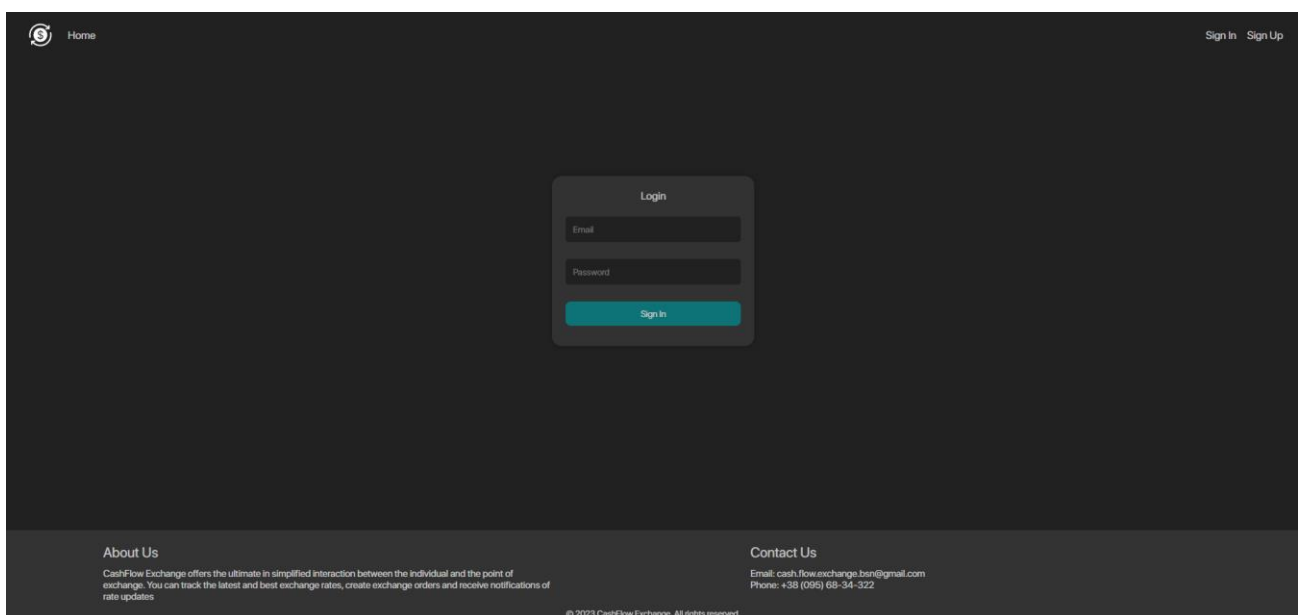 Home
Sign In Sign Up
Login
Email
Password
Sign In
About Us
CashFlow Exchange offers the ultimate in simplified interaction between the individual and the point of
exchange. You can track the latest and best exchange rates, create exchange orders and receive notifications of
rate updates
Contact Us
Email: cash.flow.exchange.bsn@gmail.com
Phone: +38 (095) 68-34-322
© 2023 CashFlow Exchange. All rights reserved.